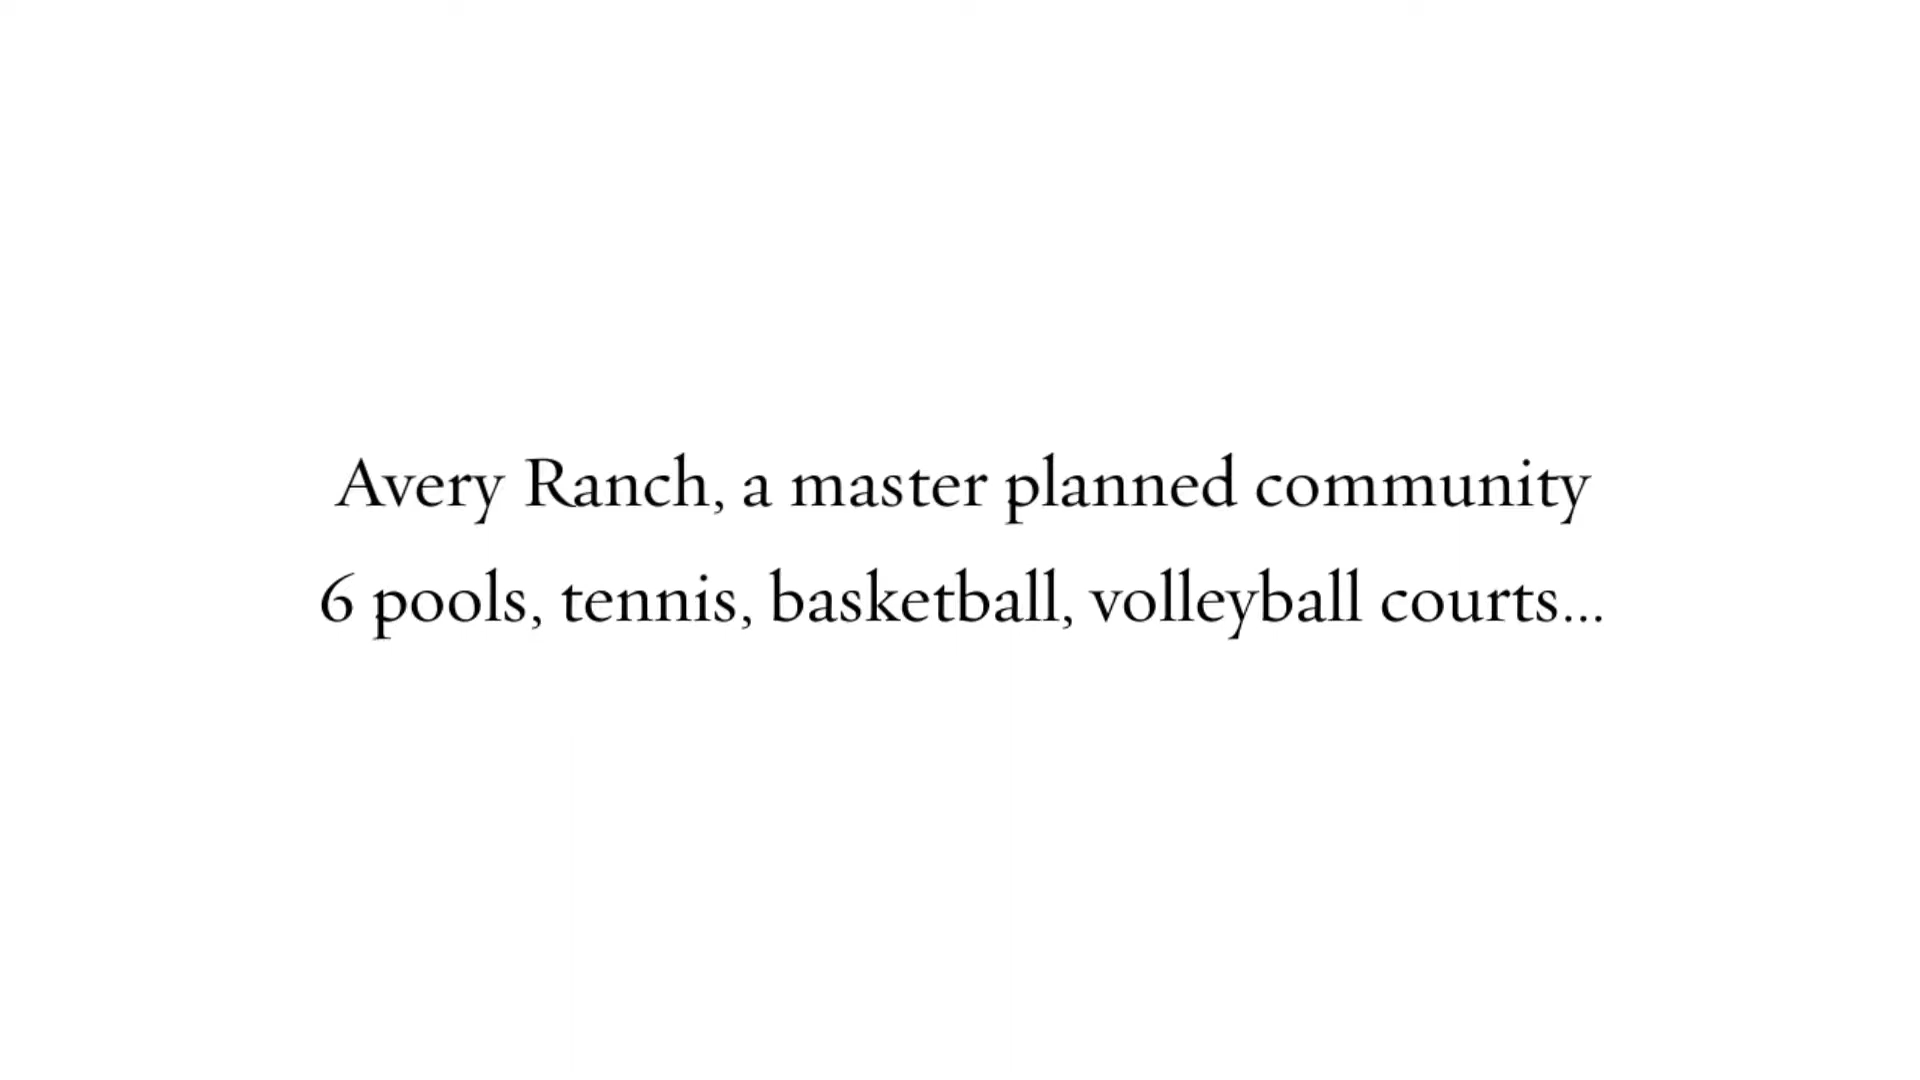 Avery Ranch, a master planned community
6 pools, tennis, basketball, volleyball courts...